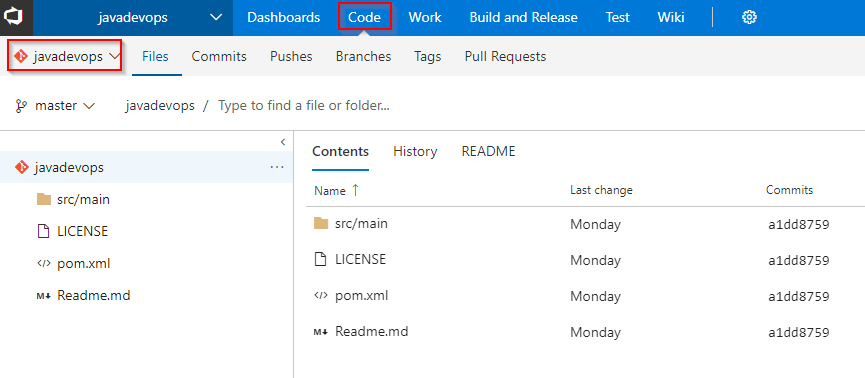 javadevops Dashboards Code Work Build and Release Test Wiki
javadevops Files Commits Pushes Branches Tags Pull Requests
master javadevops / Type to find a file or folder...
javadevops
src/main
LICENSE
</> pom.xml
M↓ Readme.md
Contents History README
Name ↑ Last change Commits
src/main Monday a1dd8759
LICENSE Monday a1dd8759
</> pom.xml Monday a1dd8759
M↓ Readme.md Monday a1dd8759